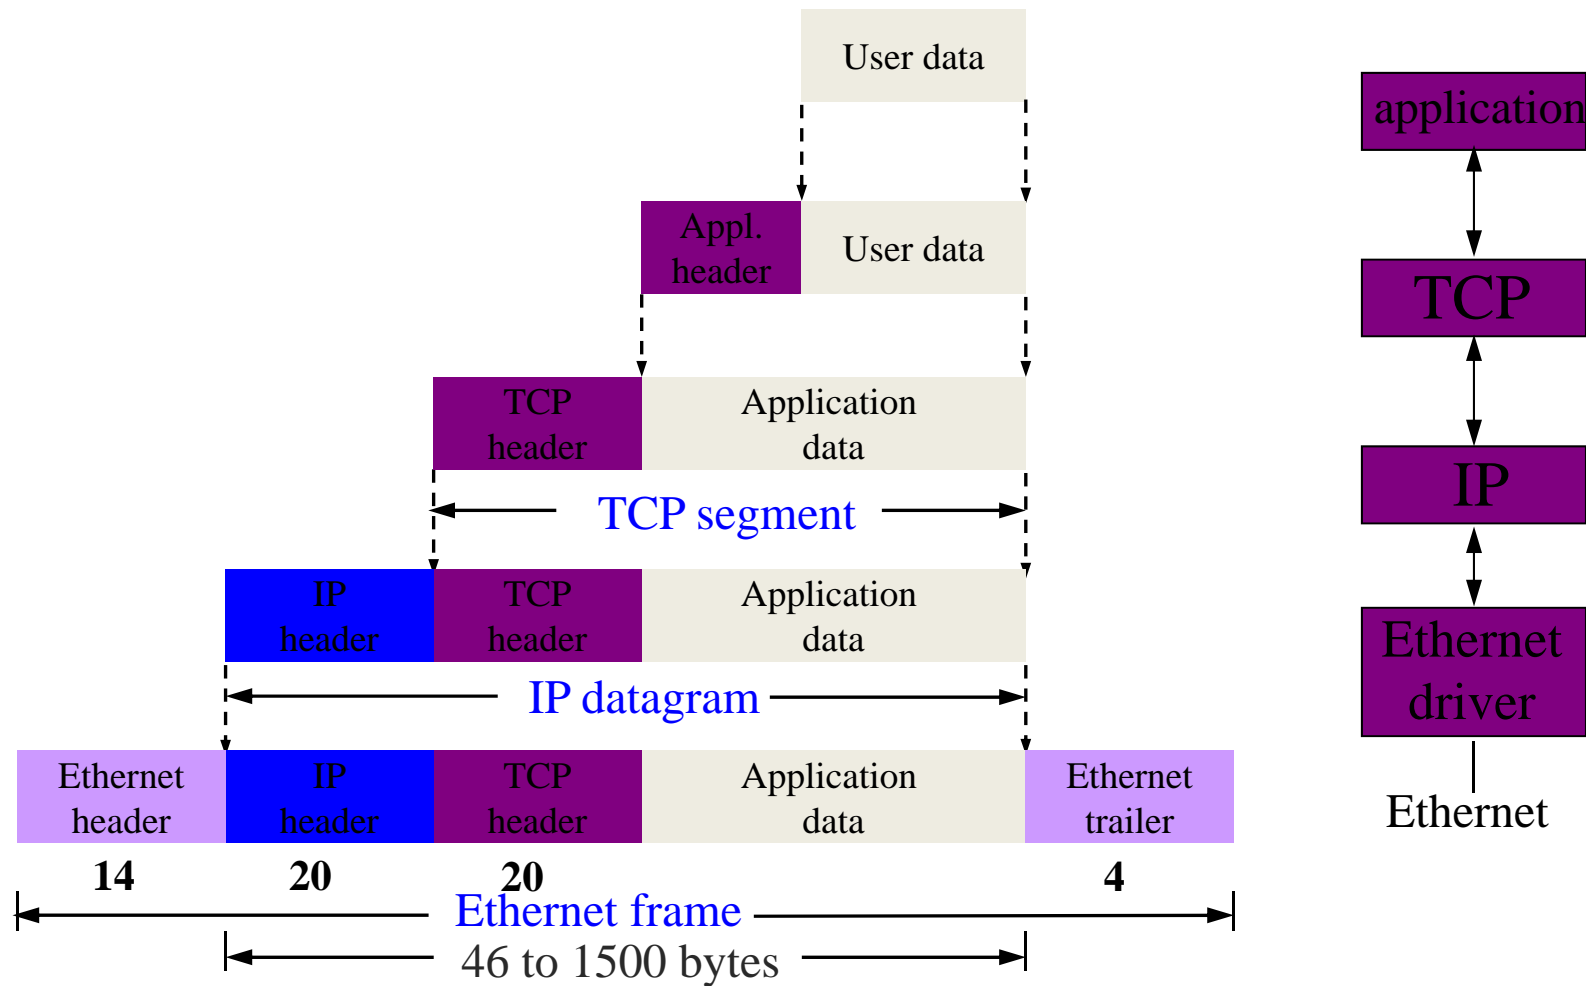 User data
application
Appl.
header
User data
TCP
TCP
header
Application
data
TCP segment
IP
IP
header
TCP
header
Application
data
IP datagram
Ethernet
driver
Ethernet
header
IP
header
TCP
header
Application
data
Ethernet
trailer
Ethernet
14
20
20
4
Ethernet frame
46 to 1500 bytes